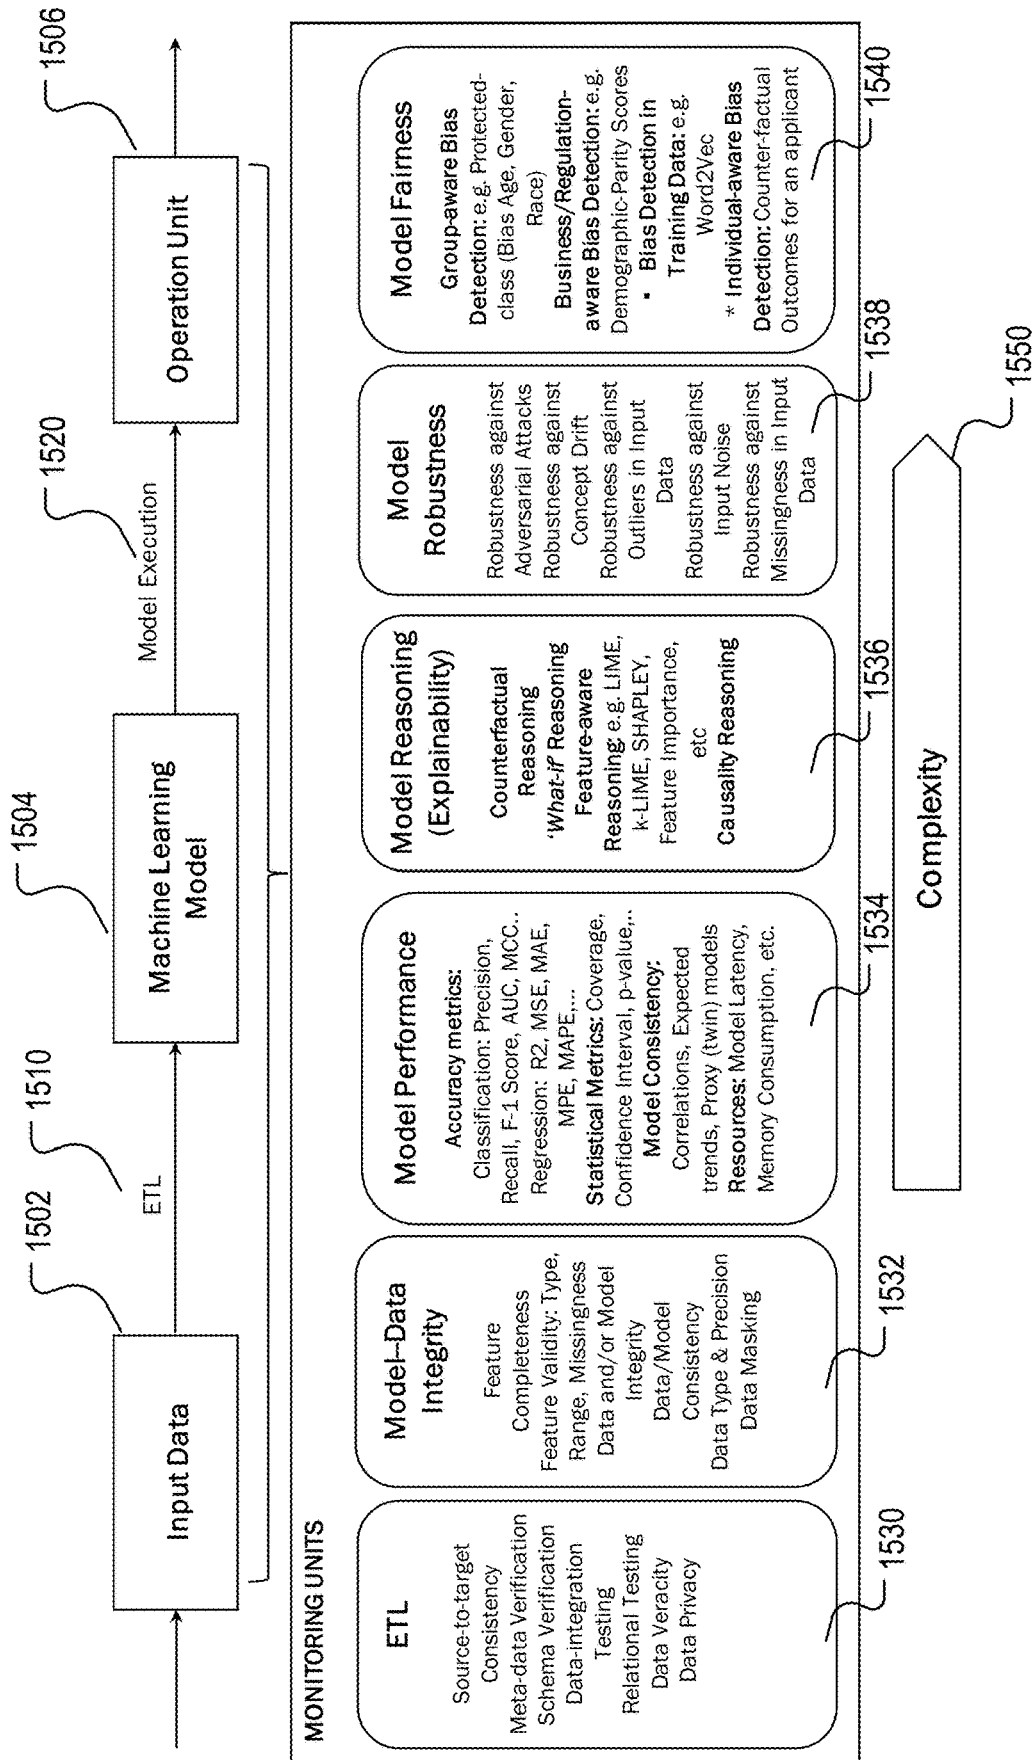 1502
1510
1504
1520
1506
Input Data
ETL
Machine Learning
Model
Model Execution
Operation Unit
MONITORING UNITS
ETL
Source-to-target
Consistency
Meta-data Verification
Schema Verification
Data-integration
Testing
Relational Testing
Data Veracity
Data Privacy
1530
Model–Data
Integrity
Feature
Completeness
Feature Validity: Type,
Range, Missingness
Data and/or Model
Integrity
Data/Model
Consistency
Data Type & Precision
Data Masking
1532
Model Performance
Accuracy metrics:
Classification: Precision,
Recall, F-1 Score, AUC, MCC..
Regression: R2, MSE, MAE,
MPE, MAPE,...
Statistical Metrics: Coverage,
Confidence Interval, p-value,..
Model Consistency:
Correlations, Expected
trends, Proxy (twin) models
Resources: Model Latency,
Memory Consumption, etc.
1534
Model Reasoning
(Explainability)
Counterfactual
Reasoning
'What-if' Reasoning
Feature-aware
Reasoning: e.g. LIME,
k-LIME, SHAPLEY,
Feature Importance,
etc
Causality Reasoning
1536
Model
Robustness
Robustness against
Adversarial Attacks
Robustness against
Concept Drift
Robustness against
Outliers in Input
Data
Robustness against
Input Noise
Robustness against
Missingness in Input
Data
1538
Model Fairness
Group-aware Bias
Detection: e.g. Protected-
class (Bias Age, Gender,
Race)
Business/Regulation-
aware Bias Detection: e.g.
Demographic-Parity Scores
▪ Bias Detection in
Training Data: e.g.
Word2Vec
* Individual-aware Bias
Detection: Counter-factual
Outcomes for an applicant
1540
Complexity
1550